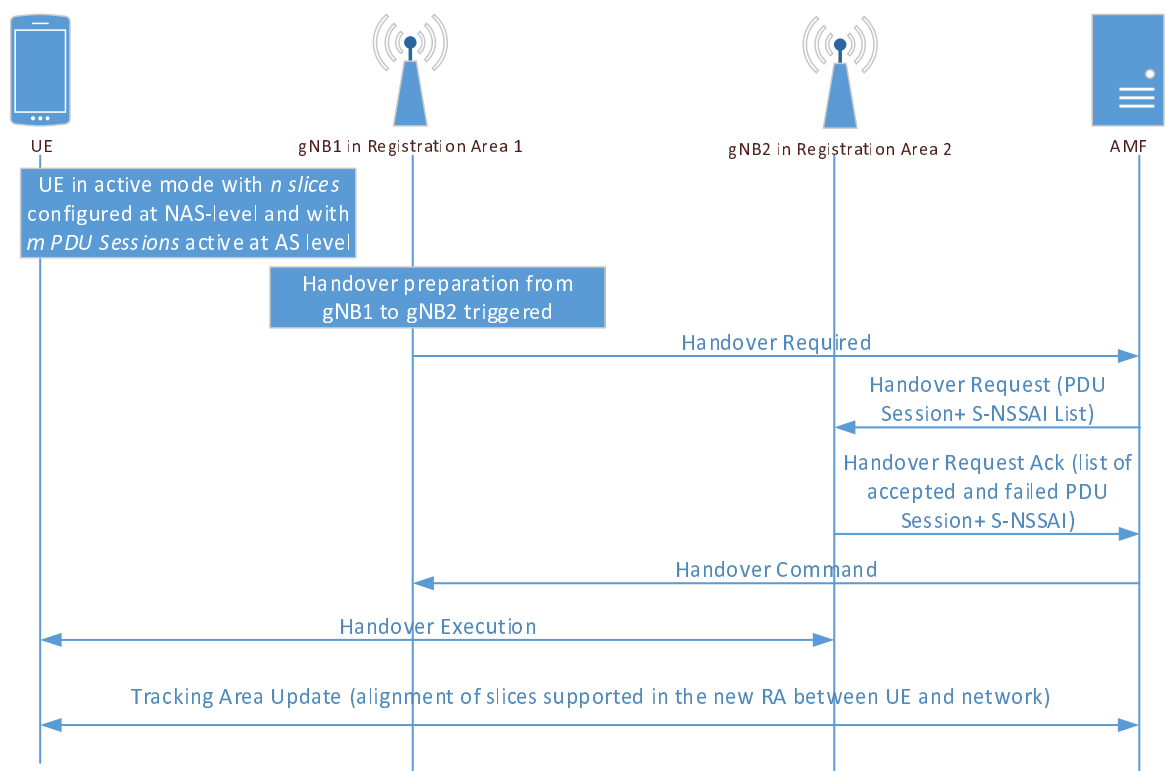 UE
gNB1 in Registration Area 1
gNB2 in Registration Area 2
AMF
UE in active mode with n slices
configured at NAS-level and with
m PDU Sessions active at AS level
Handover preparation from
gNB1 to gNB2 triggered
Handover Required
Handover Request (PDU
Session+ S-NSSAI List)
Handover Request Ack (list of
accepted and failed PDU
Session+ S-NSSAI)
Handover Command
Handover Execution
Tracking Area Update (alignment of slices supported in the new RA between UE and network)